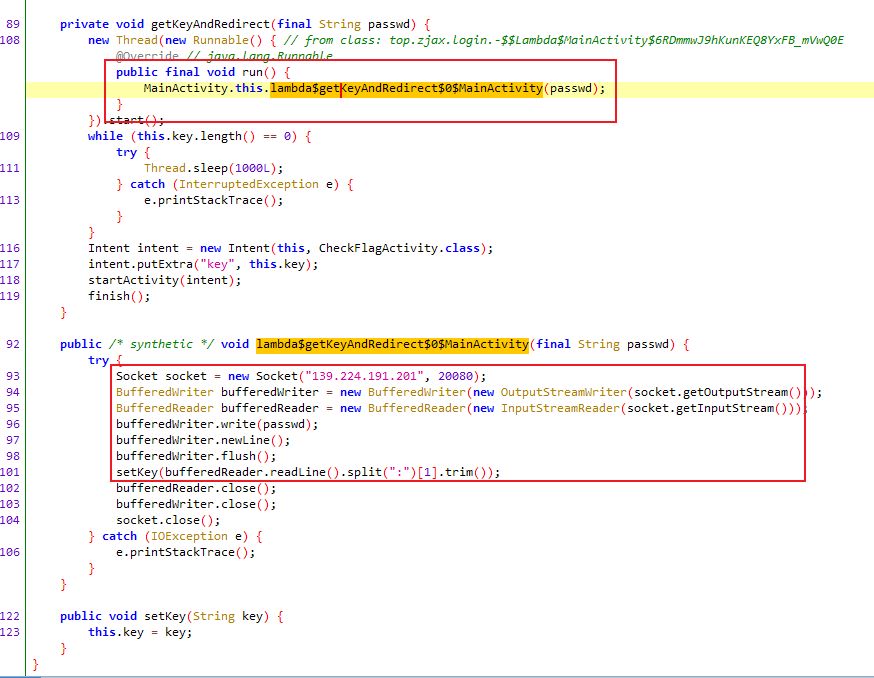 89 private void getKeyAndRedirect(final String passwd) {
108 new Thread(new Runnable() { // from class: top.zjax.login.-$$Lambda$MainActivity$6RDmmwJ9hKunKEQ8YxFB_mVwQ0E
@Override // java.lang.Runnable
public final void run() {
MainActivity.this.lambda$getKeyAndRedirect$0$MainActivity(passwd);
}
}).start();
109 while (this.key.length() == 0) {
try {
111 Thread.sleep(1000L);
} catch (InterruptedException e) {
113 e.printStackTrace();
}
}
116 Intent intent = new Intent(this, CheckFlagActivity.class);
117 intent.putExtra("key", this.key);
118 startActivity(intent);
119 finish();
}
92 public /* synthetic */ void lambda$getKeyAndRedirect$0$MainActivity(final String passwd) {
try {
93 Socket socket = new Socket("139.224.191.201", 20080);
94 BufferedWriter bufferedWriter = new BufferedWriter(new OutputStreamWriter(socket.getOutputStream()));
95 BufferedReader bufferedReader = new BufferedReader(new InputStreamReader(socket.getInputStream()));
96 bufferedWriter.write(passwd);
97 bufferedWriter.newLine();
98 bufferedWriter.flush();
101 setKey(bufferedReader.readLine().split(":")[1].trim());
102 bufferedReader.close();
103 bufferedWriter.close();
104 socket.close();
} catch (IOException e) {
106 e.printStackTrace();
}
}
122 public void setKey(String key) {
123 this.key = key;
}
}